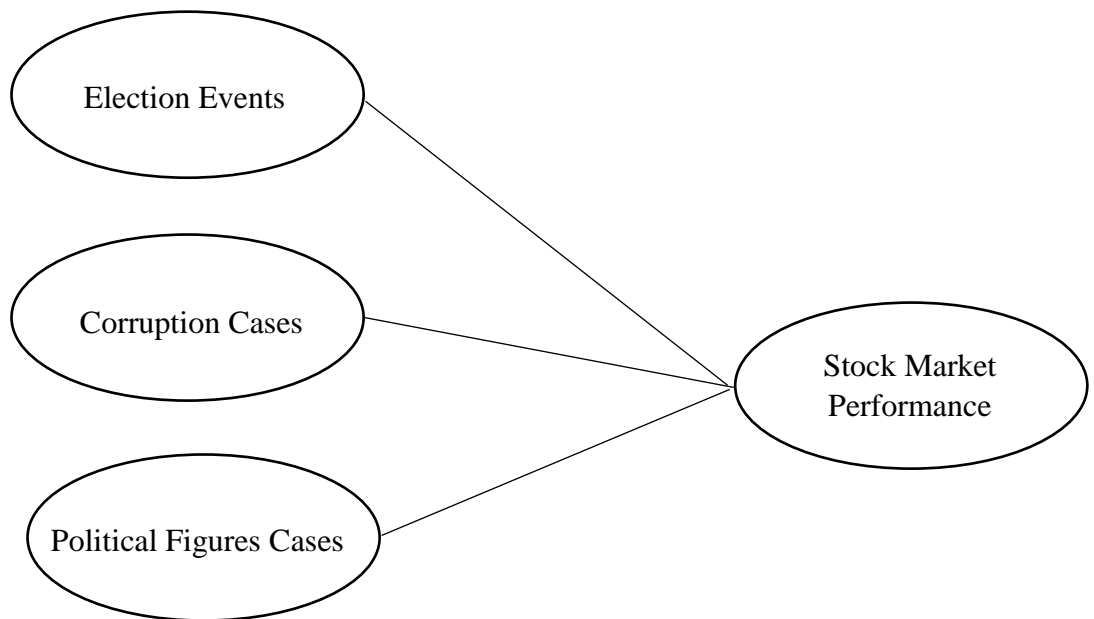 Election Events
Corruption Cases
Stock Market
Performance
Political Figures Cases